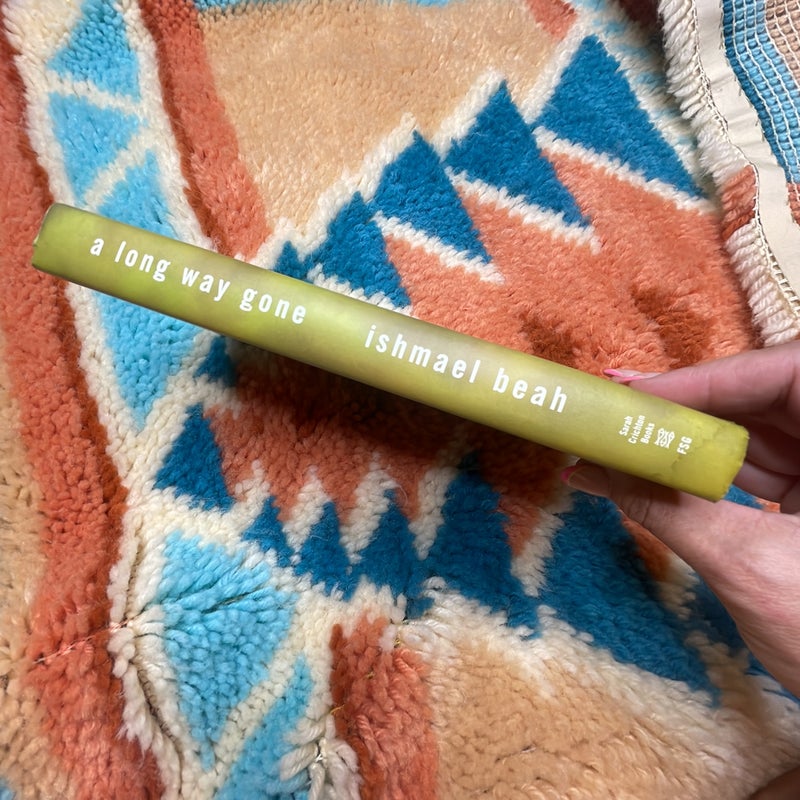 a long way gone
ishmael beah
Sarah
Crichton
Books
FSG